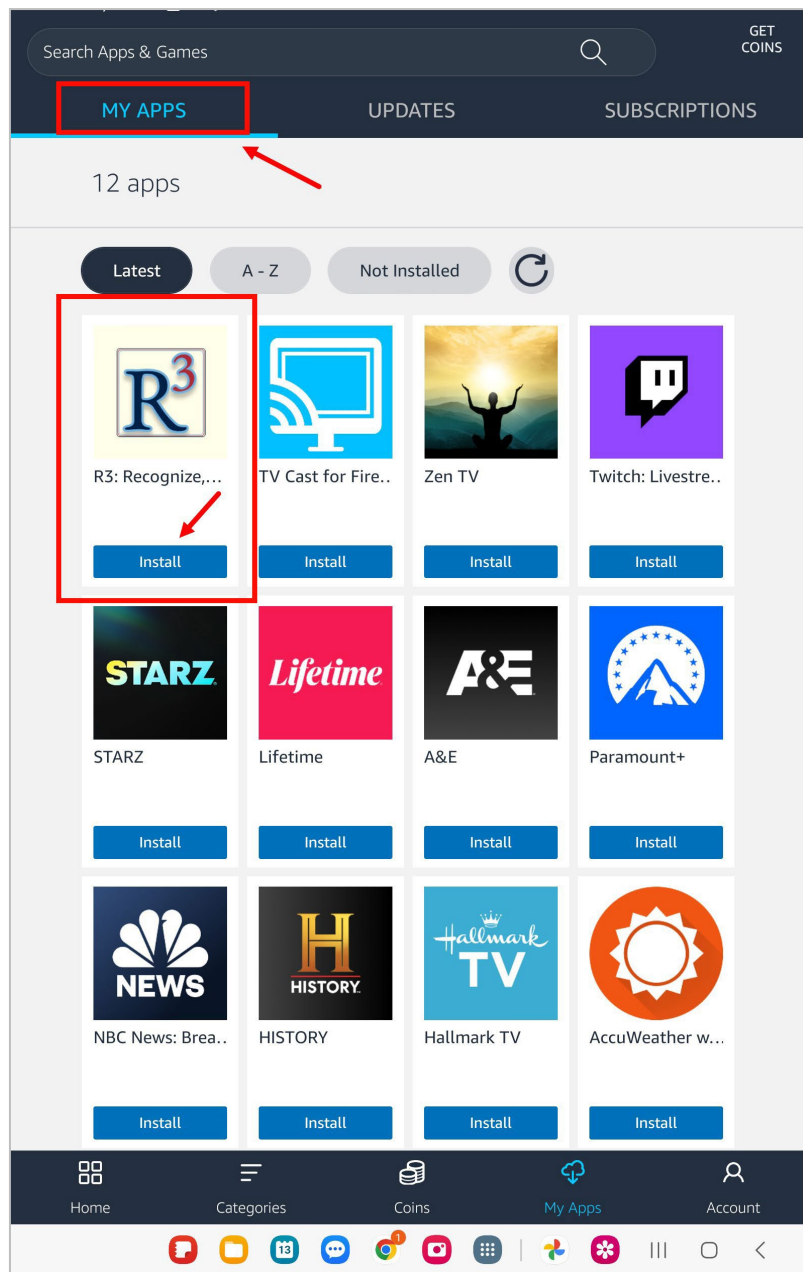 GET
COINS
Search Apps & Games
MY APPS UPDATES SUBSCRIPTIONS
12 apps
Latest A - Z Not Installed
R3
R3: Recognize,... TV Cast for Fire.. Zen TV Twitch: Livestre..
Install Install Install Install
STARZ Lifetime A&E
STARZ Lifetime A&E Paramount+
Install Install Install Install
NEWS H HISTORY Hallmark TV
NBC News: Brea.. HISTORY Hallmark TV AccuWeather w...
Install Install Install Install
Home Categories Coins My Apps Account
13 1